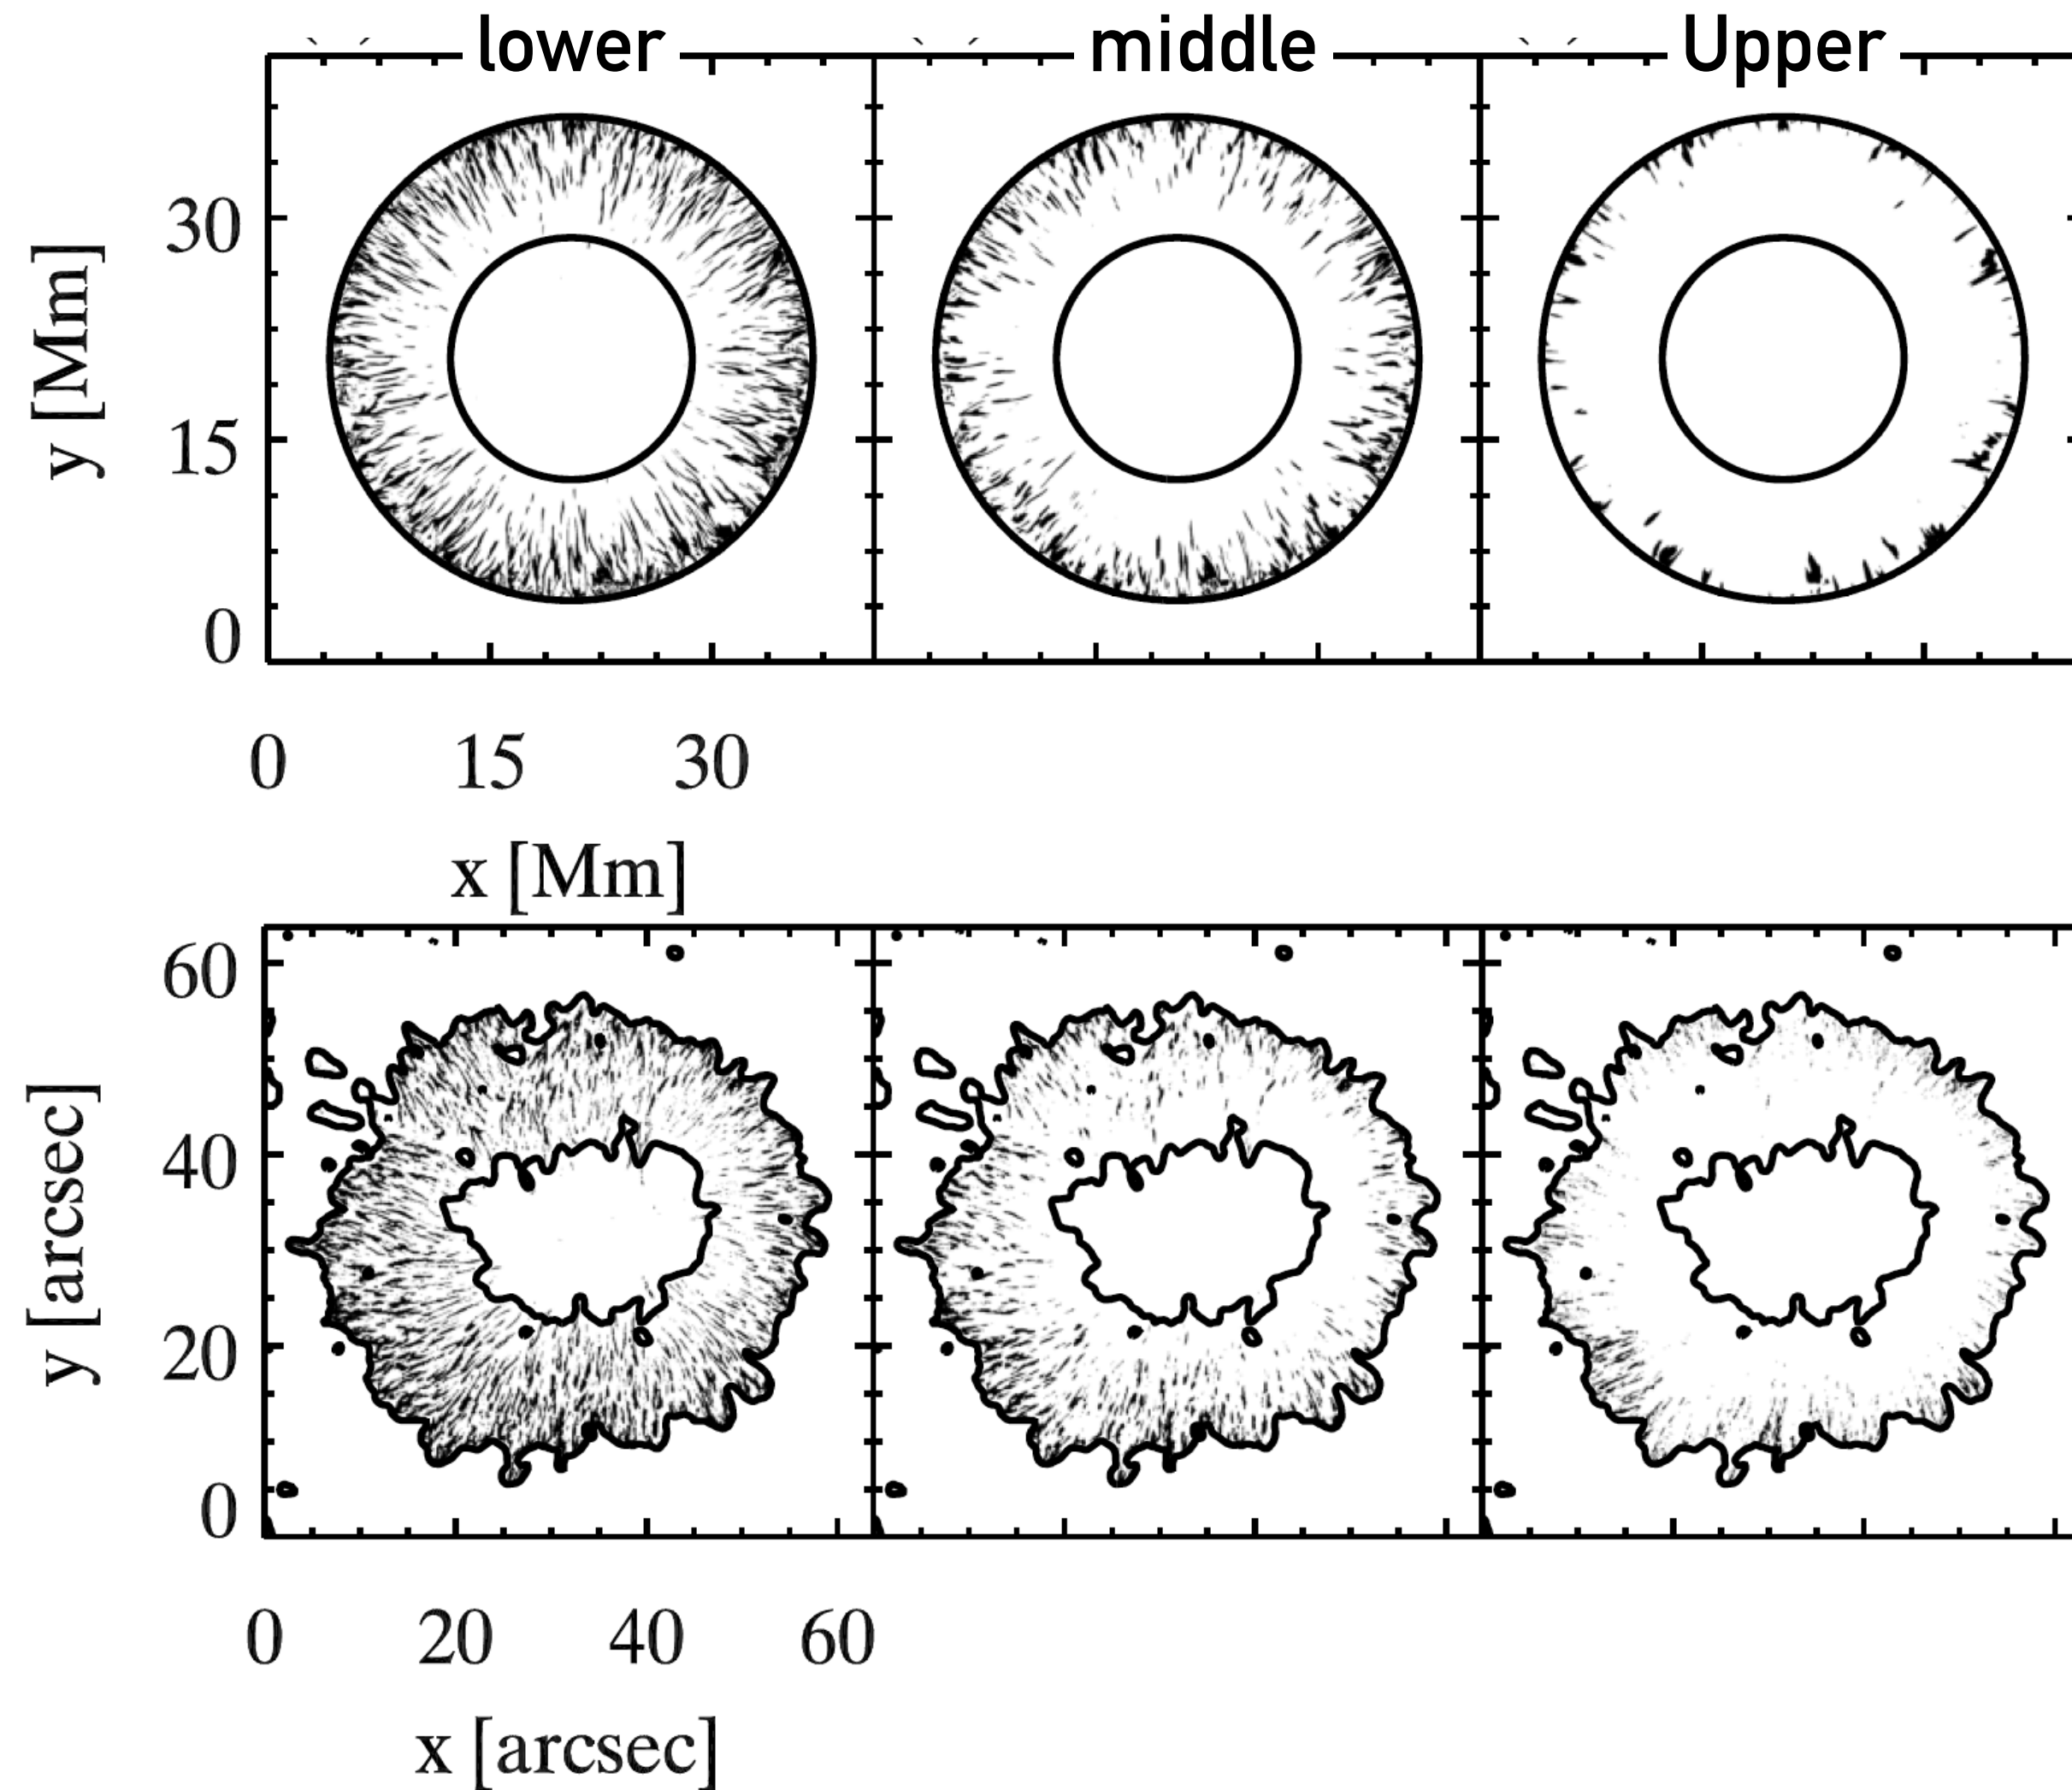 lower middle Upper
y [Mm]
30
15
0
0 15 30
x [Mm]
y [arcsec]
60
40
20
0
0 20 40 60
x [arcsec]